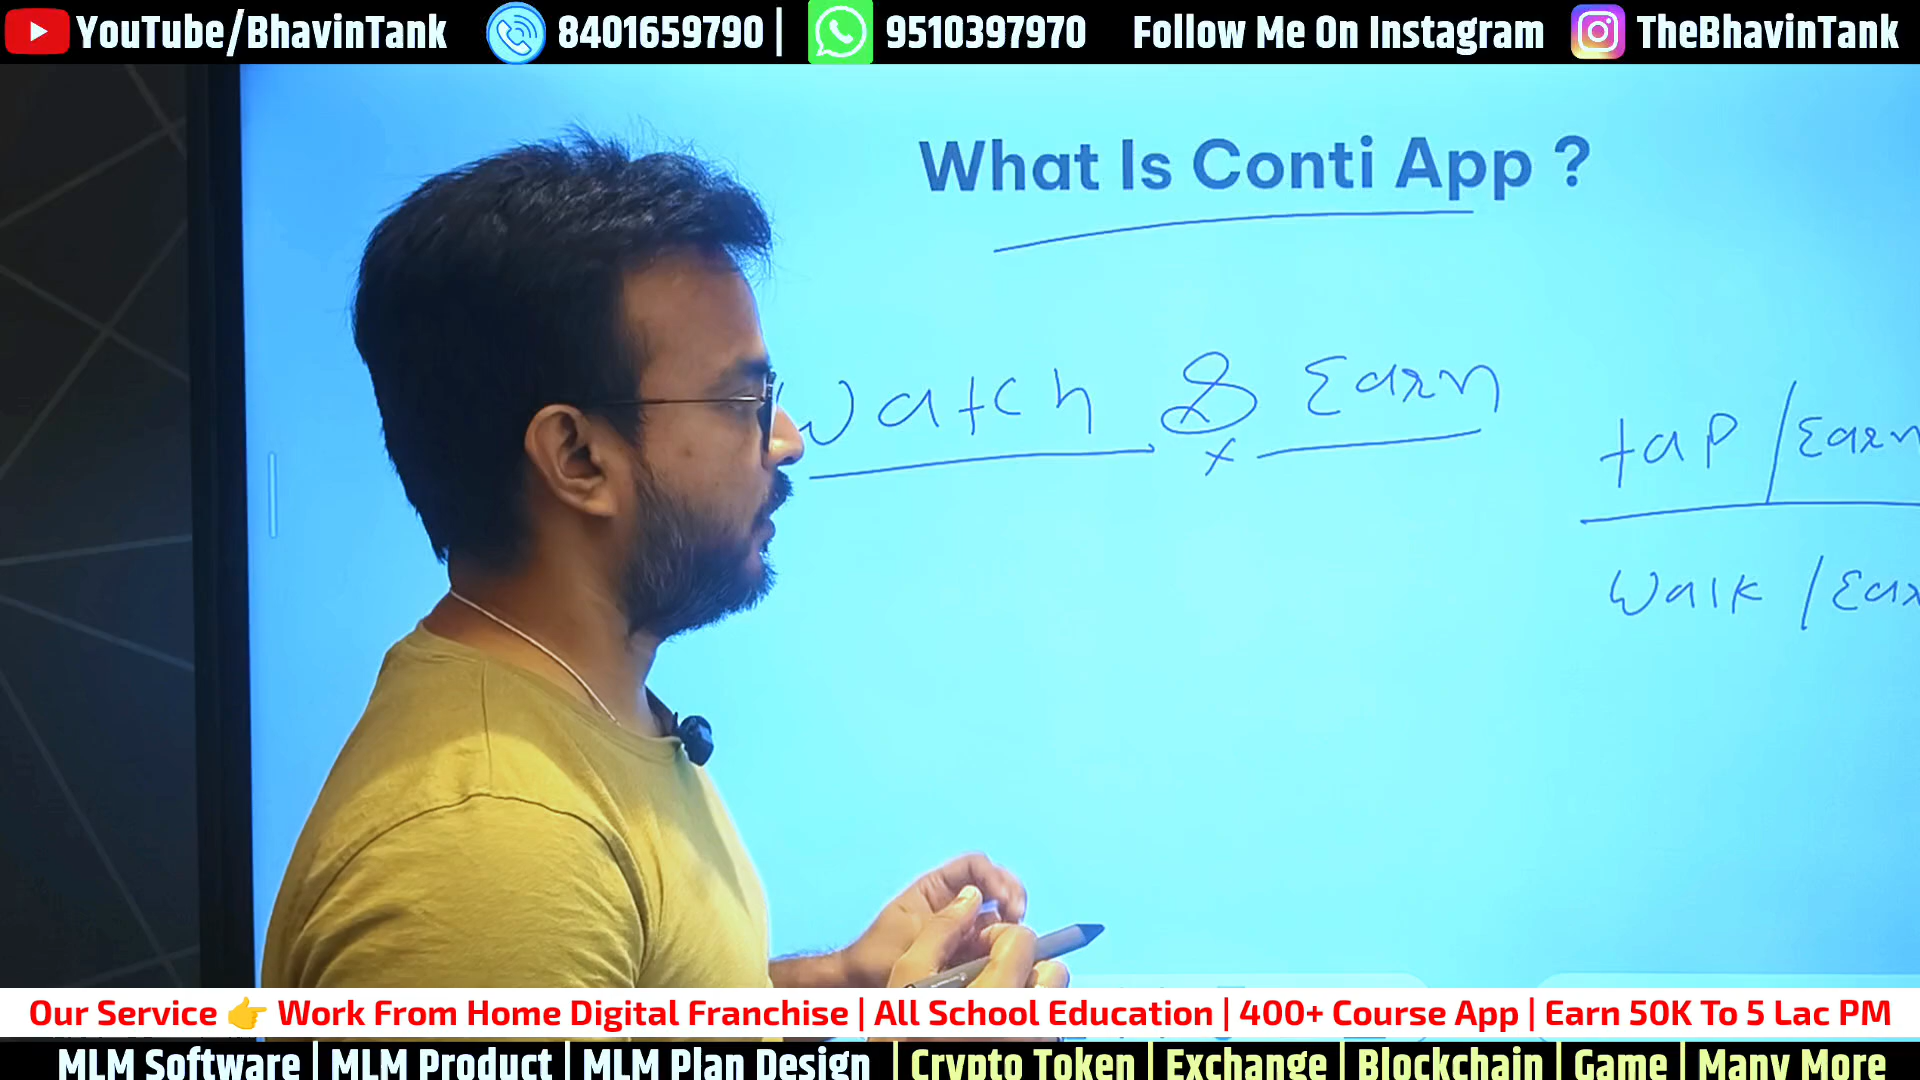 YouTube/BhavinTank 8401659790 | 9510397970 Follow Me On Instagram TheBhavinTank
What Is Conti App ?
Watch & Earn
x
tap / Earn
Walk / Ear
Our Service 👉 Work From Home Digital Franchise | All School Education | 400+ Course App | Earn 50K To 5 Lac PM
MLM Software | MLM Product | MLM Plan Design | Crypto Token | Exchange | Blockchain | Game | Many More